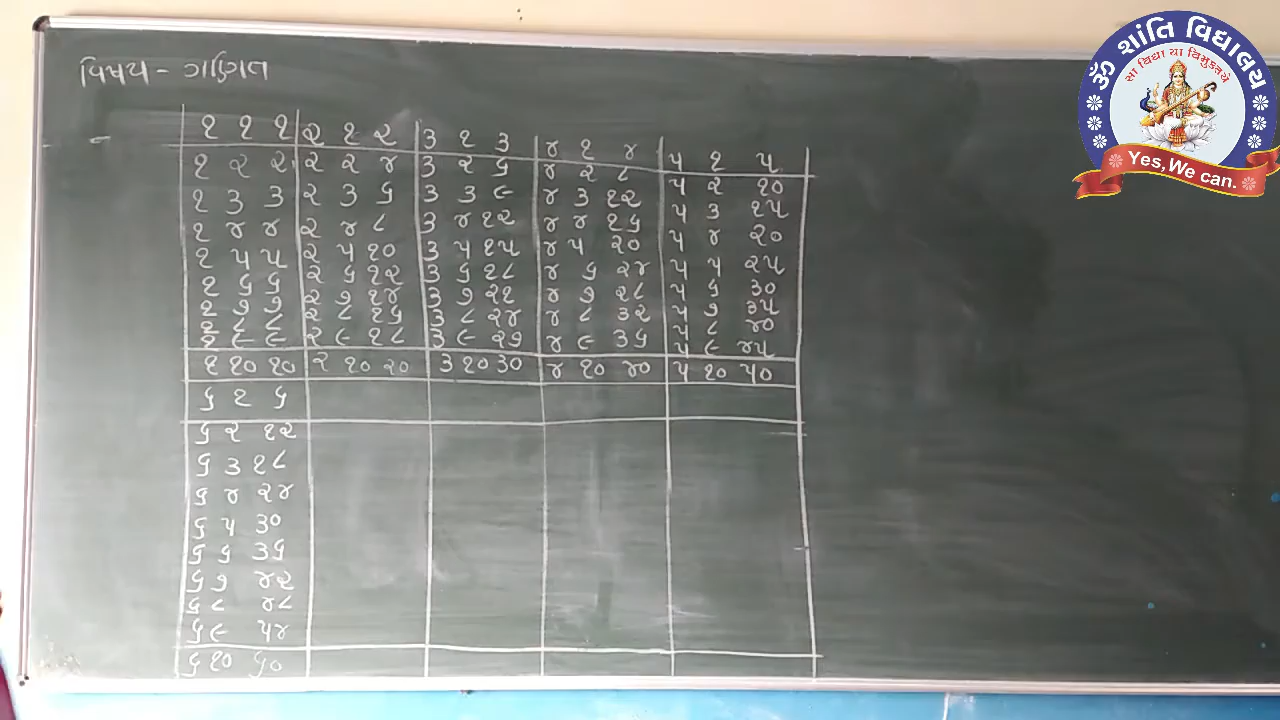 વિષય - ગણિત
૧ ૧ ૧ ૨ ૧ ૨ ૩ ૧ ૩ ૪ ૧ ૪ ૫ ૧ ૫
૧ ૨ ૨ ૨ ૨ ૪ ૩ ૨ ૬ ૪ ૨ ૮ ૫ ૨ ૧૦
૧ ૩ ૩ ૨ ૩ ૬ ૩ ૩ ૯ ૪ ૩ ૧૨ ૫ ૩ ૧૫
૧ ૪ ૪ ૨ ૪ ૮ ૩ ૪ ૧૨ ૪ ૪ ૧૬ ૫ ૪ ૨૦
૧ ૫ ૫ ૨ ૫ ૧૦ ૩ ૫ ૧૫ ૪ ૫ ૨૦ ૫ ૫ ૨૫
૧ ૬ ૬ ૨ ૬ ૧૨ ૩ ૬ ૧૮ ૪ ૬ ૨૪ ૫ ૬ ૩૦
૧ ૭ ૭ ૨ ૭ ૧૪ ૩ ૭ ૨૧ ૪ ૭ ૨૮ ૫ ૭ ૩૫
૧ ૮ ૮ ૨ ૮ ૧૬ ૩ ૮ ૨૪ ૪ ૮ ૩૨ ૫ ૮ ૪૦
૧ ૯ ૯ ૨ ૯ ૧૮ ૩ ૯ ૨૭ ૪ ૯ ૩૬ ૫ ૯ ૪૫
૧ ૧૦ ૧૦ ૨ ૧૦ ૨૦ ૩ ૧૦ ૩૦ ૪ ૧૦ ૪૦ ૫ ૧૦ ૫૦
૬ ૧ ૬
૬ ૨ ૧૨
૬ ૩ ૧૮
૬ ૪ ૨૪
૬ ૫ ૩૦
૬ ૬ ૩૬
૬ ૭ ૪૨
૬ ૮ ૪૮
૬ ૯ ૫૪
૬ ૧૦ ૬૦
ૐ શાંતિ વિદ્યાલય
સા વિદ્યા યા વિમુક્તયે
Yes,We can.